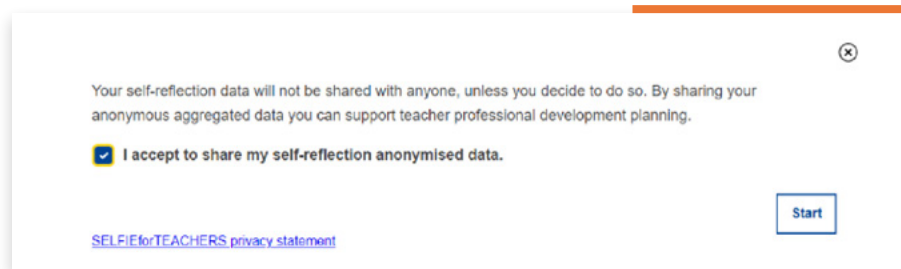 Your self-reflection data will not be shared with anyone, unless you decide to do so. By sharing your
anonymous aggregated data you can support teacher professional development planning.
I accept to share my self-reflection anonymised data.
Start
SELFIEforTEACHERS privacy statement